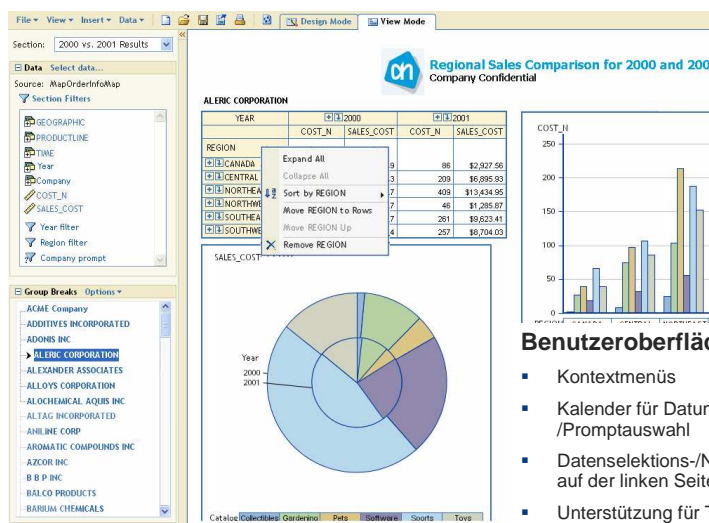 File View Insert Data Design Mode View Mode
Section: 2000 vs. 2001 Results
Data Select data...
Source: MapOrderInfoMap
Section Filters
GEOGRAPHIC
PRODUCTLINE
TIME
Year
Company
COST_N
SALES_COST
Year filter
Region filter
Company prompt
Group Breaks Options
ACME Company
ADDITIVES INCORPORATED
ADONIS INC
ALERIC CORPORATION
ALEXANDER ASSOCIATES
ALLOYS CORPORATION
ALOCHEMICAL AQUIS INC
ALTAG INCORPORATED
ANILINE CORP
AROMATIC COMPOUNDS INC
AZCOR INC
B B P INC
BALCO PRODUCTS
BARIUM CHEMICALS
Regional Sales Comparison for 2000 and 200
Company Confidential
ALERIC CORPORATION
YEAR 2000 2001
COST_N SALES_COST COST_N SALES_COST
REGION
CANADA 9 86 $2,927.56
CENTRAL 3 209 $6,895.93
NORTHEA 7 409 $13,434.95
NORTHWE 7 46 $1,285.87
SOUTHEA 7 261 $9,623.41
SOUTHWE 4 257 $8,704.03
Expand All
Collapse All
Sort by REGION
Move REGION to Rows
Move REGION Up
Remove REGION
SALES_COST
Year
2000
2001
Catalog Collectibles Gardening Pets Software Sports Toys
COST_N
250
200
150
100
50
0
REGION CANADA CENTRAL NORTHEAST
Benutzeroberfläc
Kontextmenüs
Kalender für Datum
/Promptauswahl
Datenselektions-/N
auf der linken Seite
Unterstützung für T